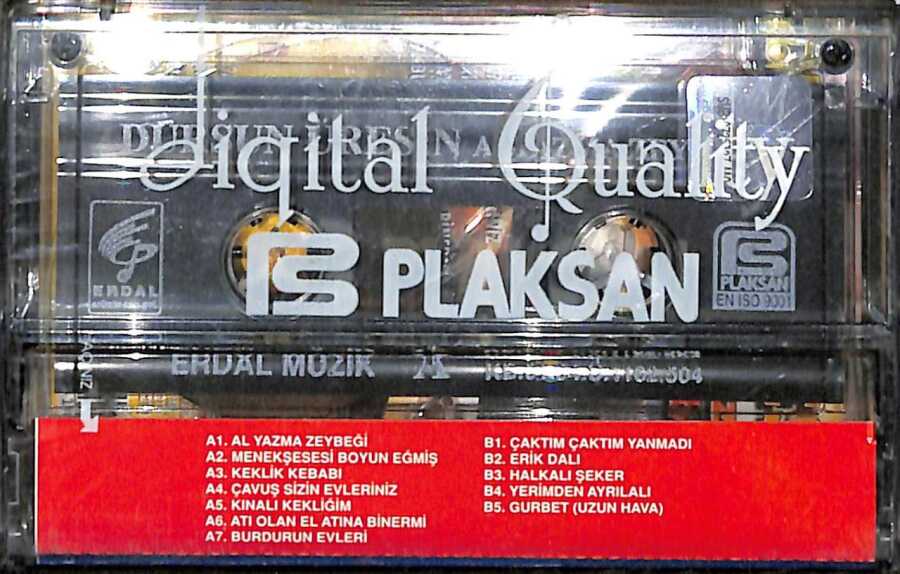 DURSUN ÜRESİN
Digital Quality
PLAKSAN
ERDAL
PLAKSAN
EN ISO 9001
AÇINIZ
ERDAL MÜZİK
A1. AL YAZMA ZEYBEĞİ
A2. MENEKŞESESİ BOYUN EĞMİŞ
A3. KEKLİK KEBABI
A4. ÇAVUŞ SİZİN EVLERİNİZ
A5. KINALI KEKLİĞİM
A6. ATI OLAN EL ATINA BİNERMİ
A7. BURDURUN EVLERİ
B1. ÇAKTIM ÇAKTIM YANMADI
B2. ERİK DALI
B3. HALKALI ŞEKER
B4. YERİMDEN AYRILALI
B5. GURBET (UZUN HAVA)